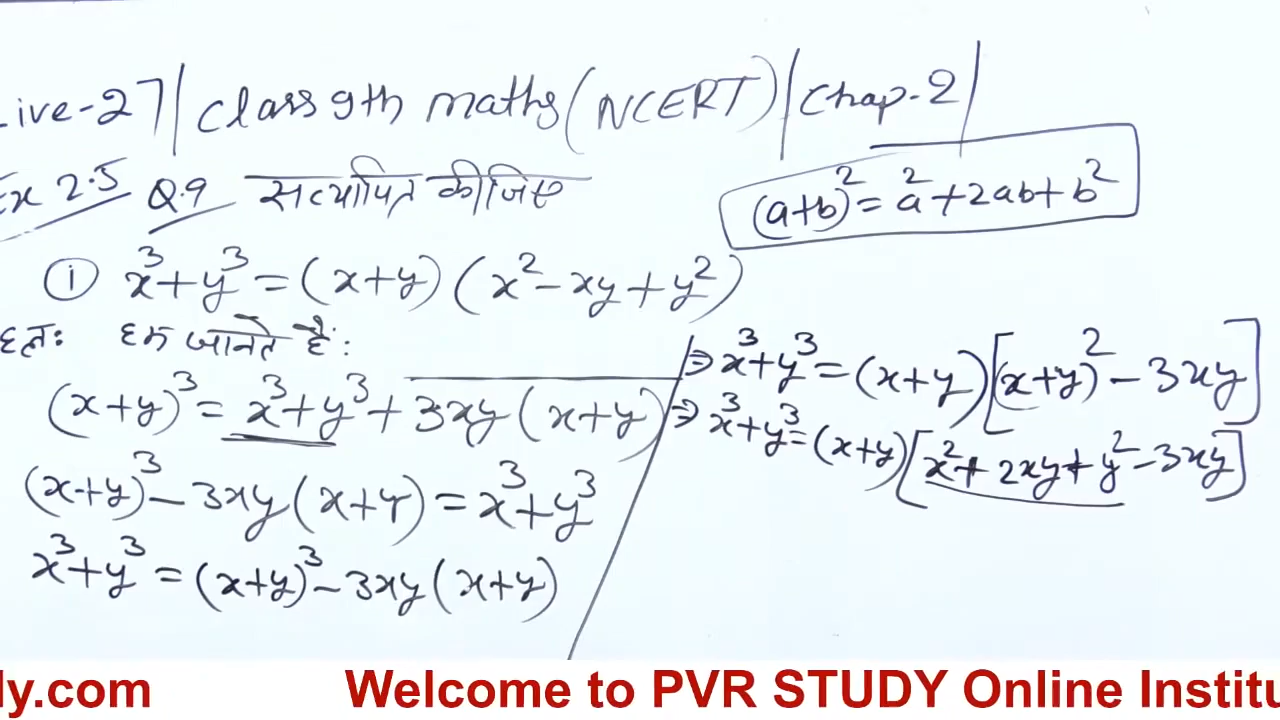 Live-27 | Class 9th maths (NCERT) | Chap-2 |
Ex 2.5 Q.9 सत्यापित कीजिए
(a+b)² = a² + 2ab + b²
① x³ + y³ = (x+y) (x² - xy + y²)
हल: हम जानते है:
(x+y)³ = x³ + y³ + 3xy (x+y)
(x+y)³ - 3xy (x+y) = x³ + y³
x³ + y³ = (x+y)³ - 3xy (x+y)
⇒ x³ + y³ = (x+y) [(x+y)² - 3xy]
⇒ x³ + y³ = (x+y) [x² + 2xy + y² - 3xy]
ly.com Welcome to PVR STUDY Online Institu